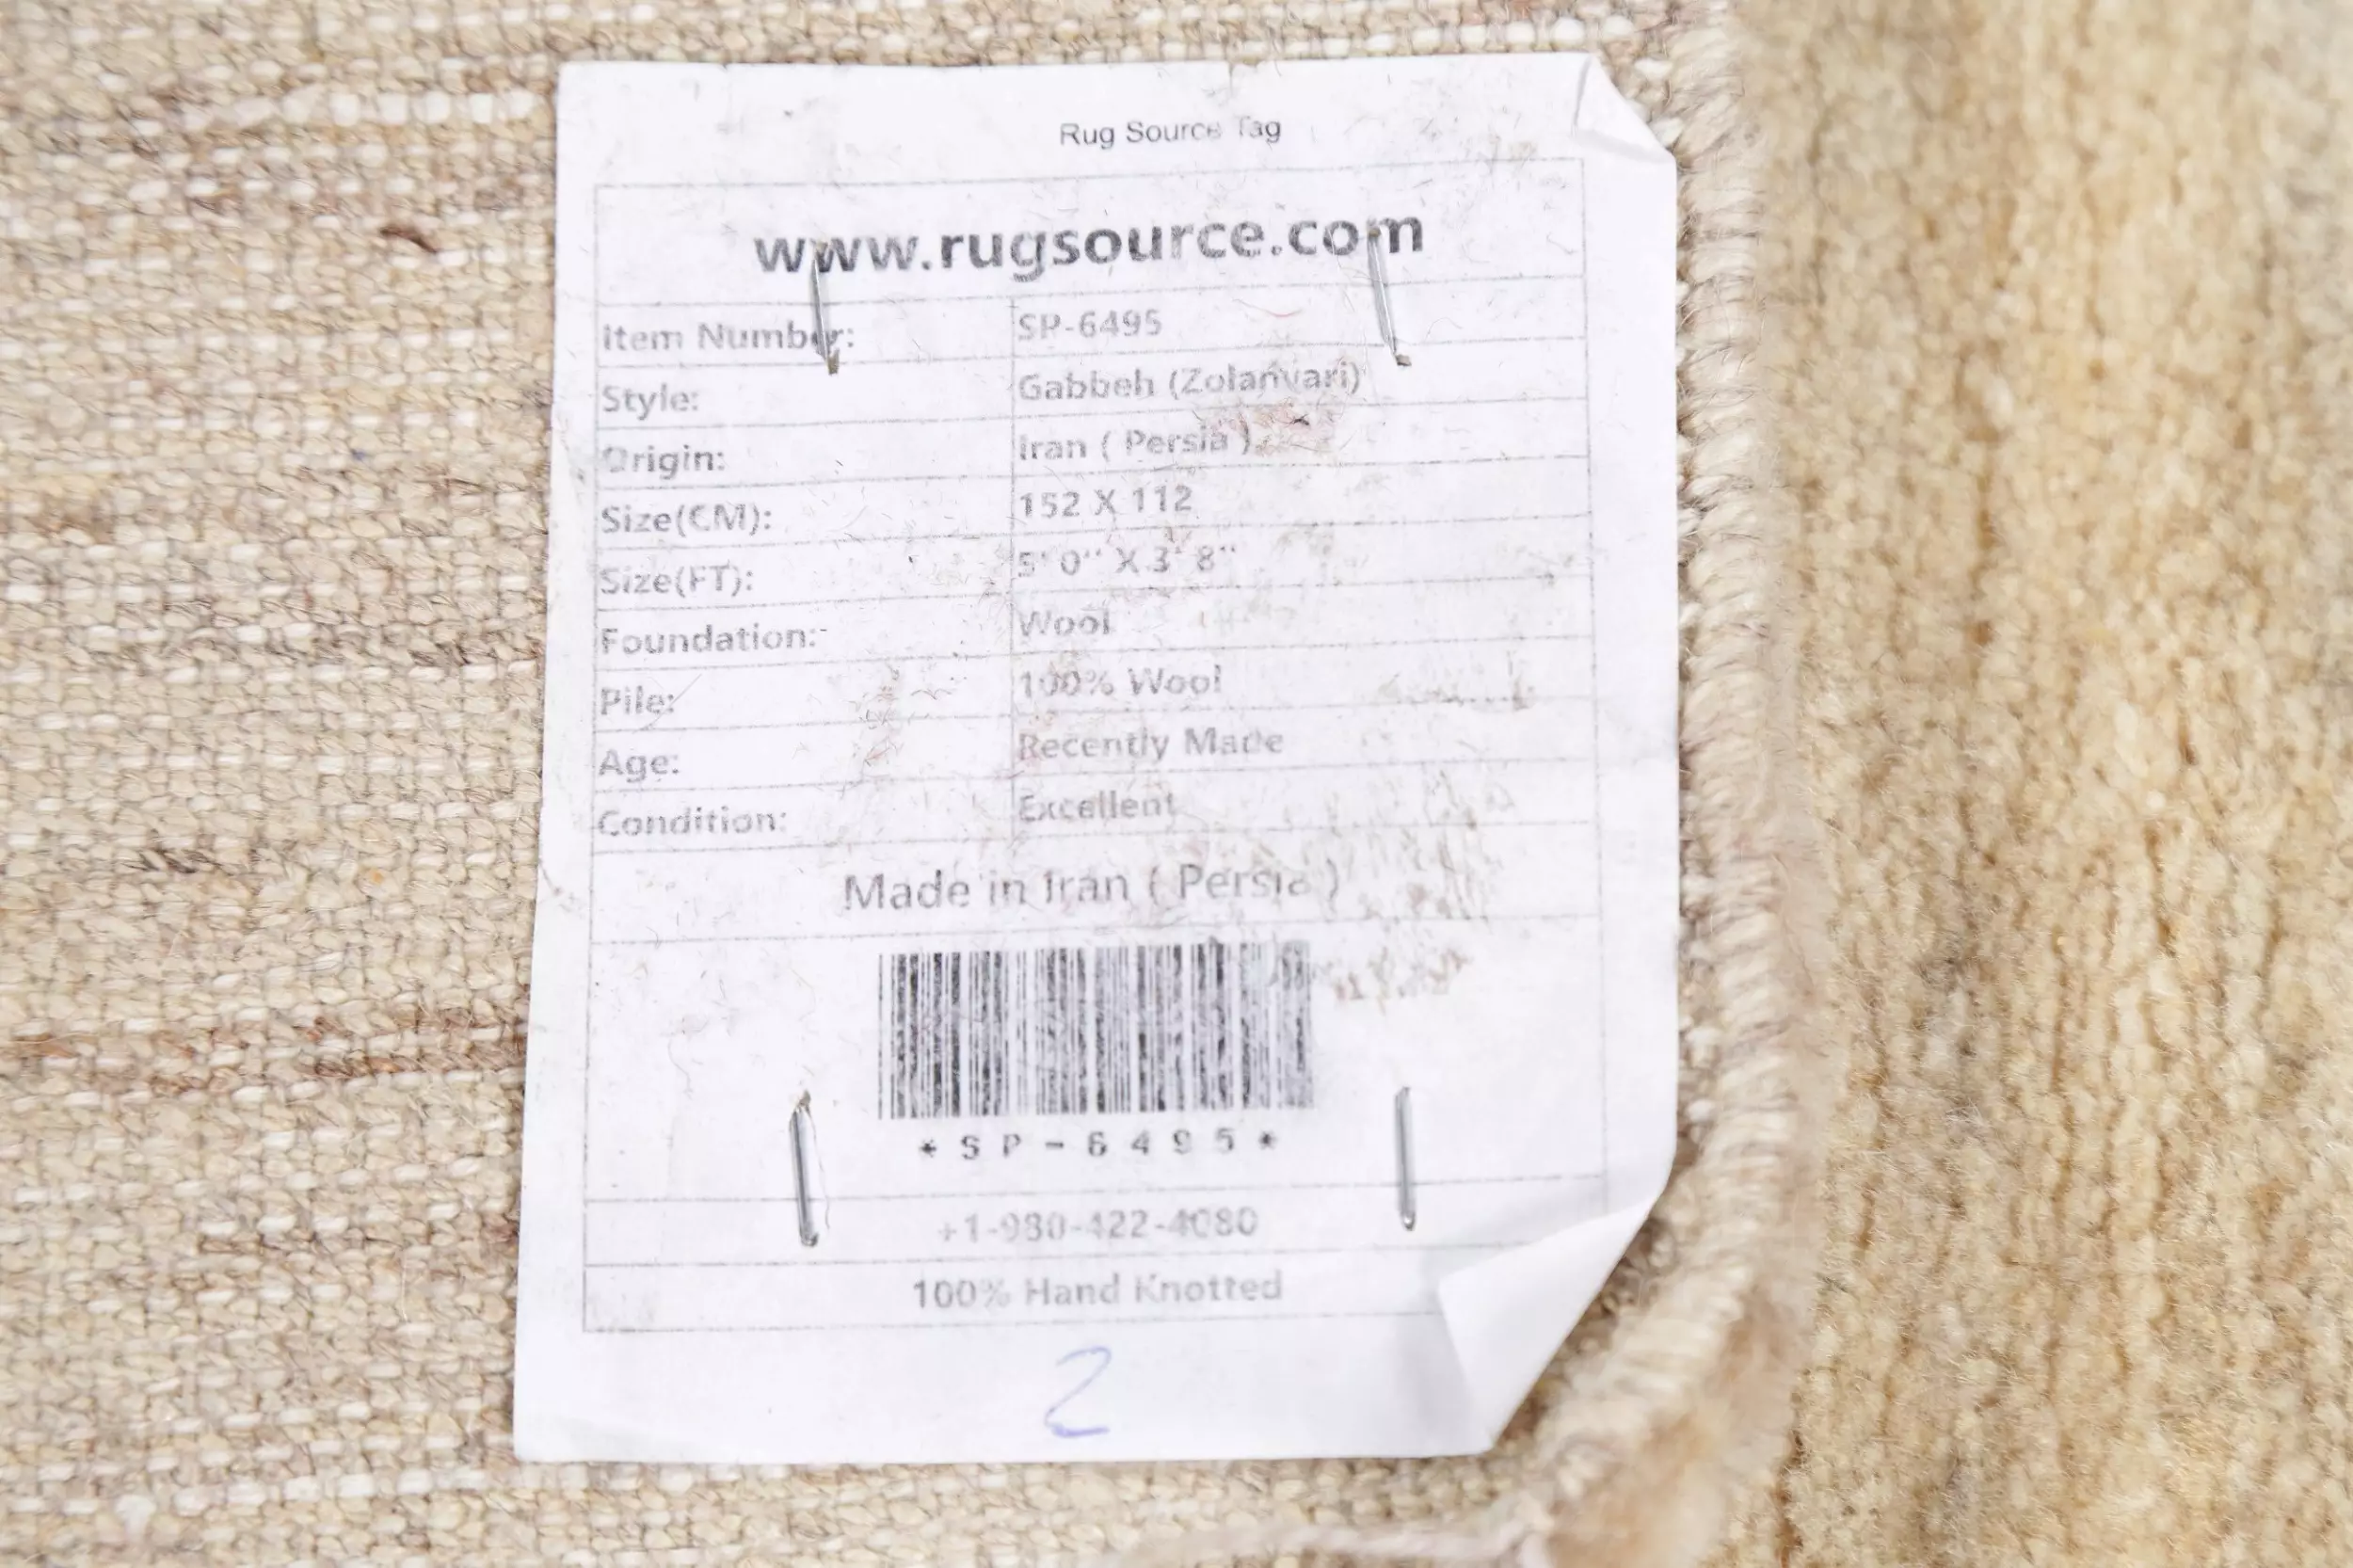 Rug Source Tag
www.rugsource.com
Item Number: SP-6495
Style: Gabbeh (Zolanvari)
Origin: Iran ( Persia )
Size(CM): 152 X 112
Size(FT): 5' 0" X 3' 8"
Foundation: Wool
Pile: 100% Wool
Age: Recently Made
Condition: Excellent
Made in Iran ( Persia )
*SP-6495*
+1-980-422-4080
100% Hand Knotted
2